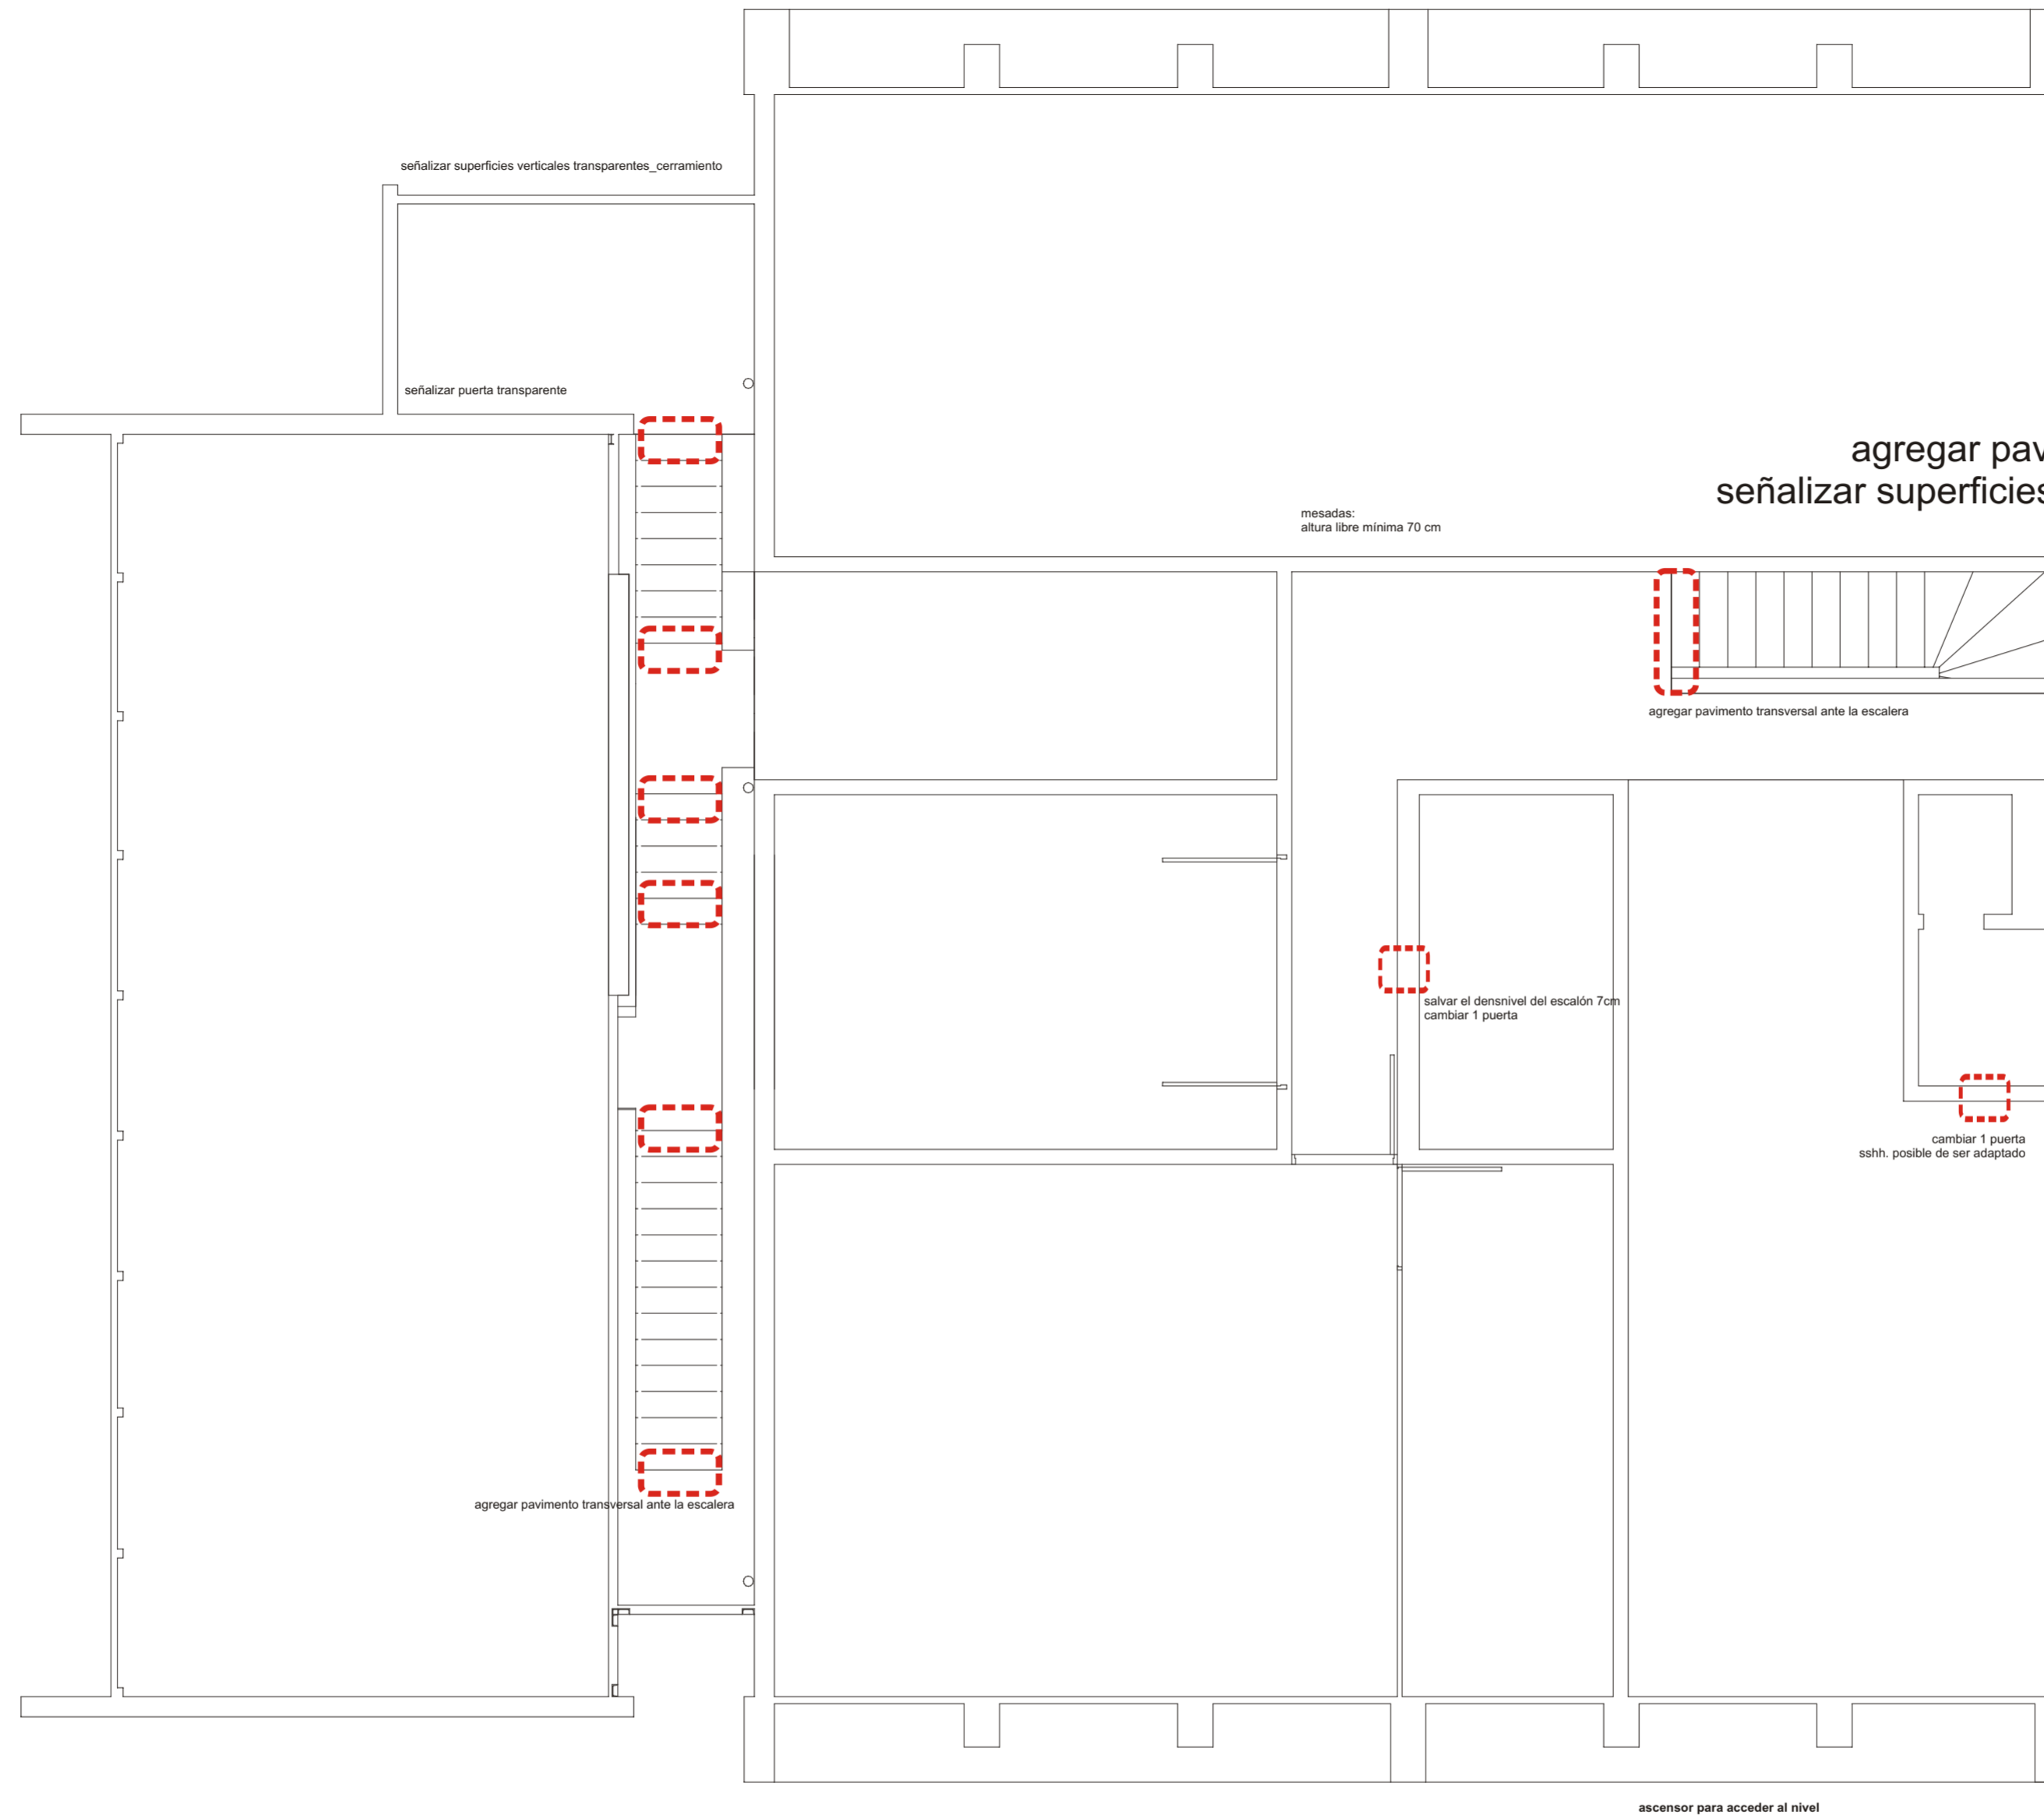 señalizar superficies verticales transparentes_cerramiento
señalizar puerta transparente
agregar pav
señalizar superficies
mesadas:
altura libre mínima 70 cm
agregar pavimento transversal ante la escalera
salvar el densnivel del escalón 7cm
cambiar 1 puerta
cambiar 1 puerta
sshh. posible de ser adaptado
agregar pavimento transversal ante la escalera
ascensor para acceder al nivel